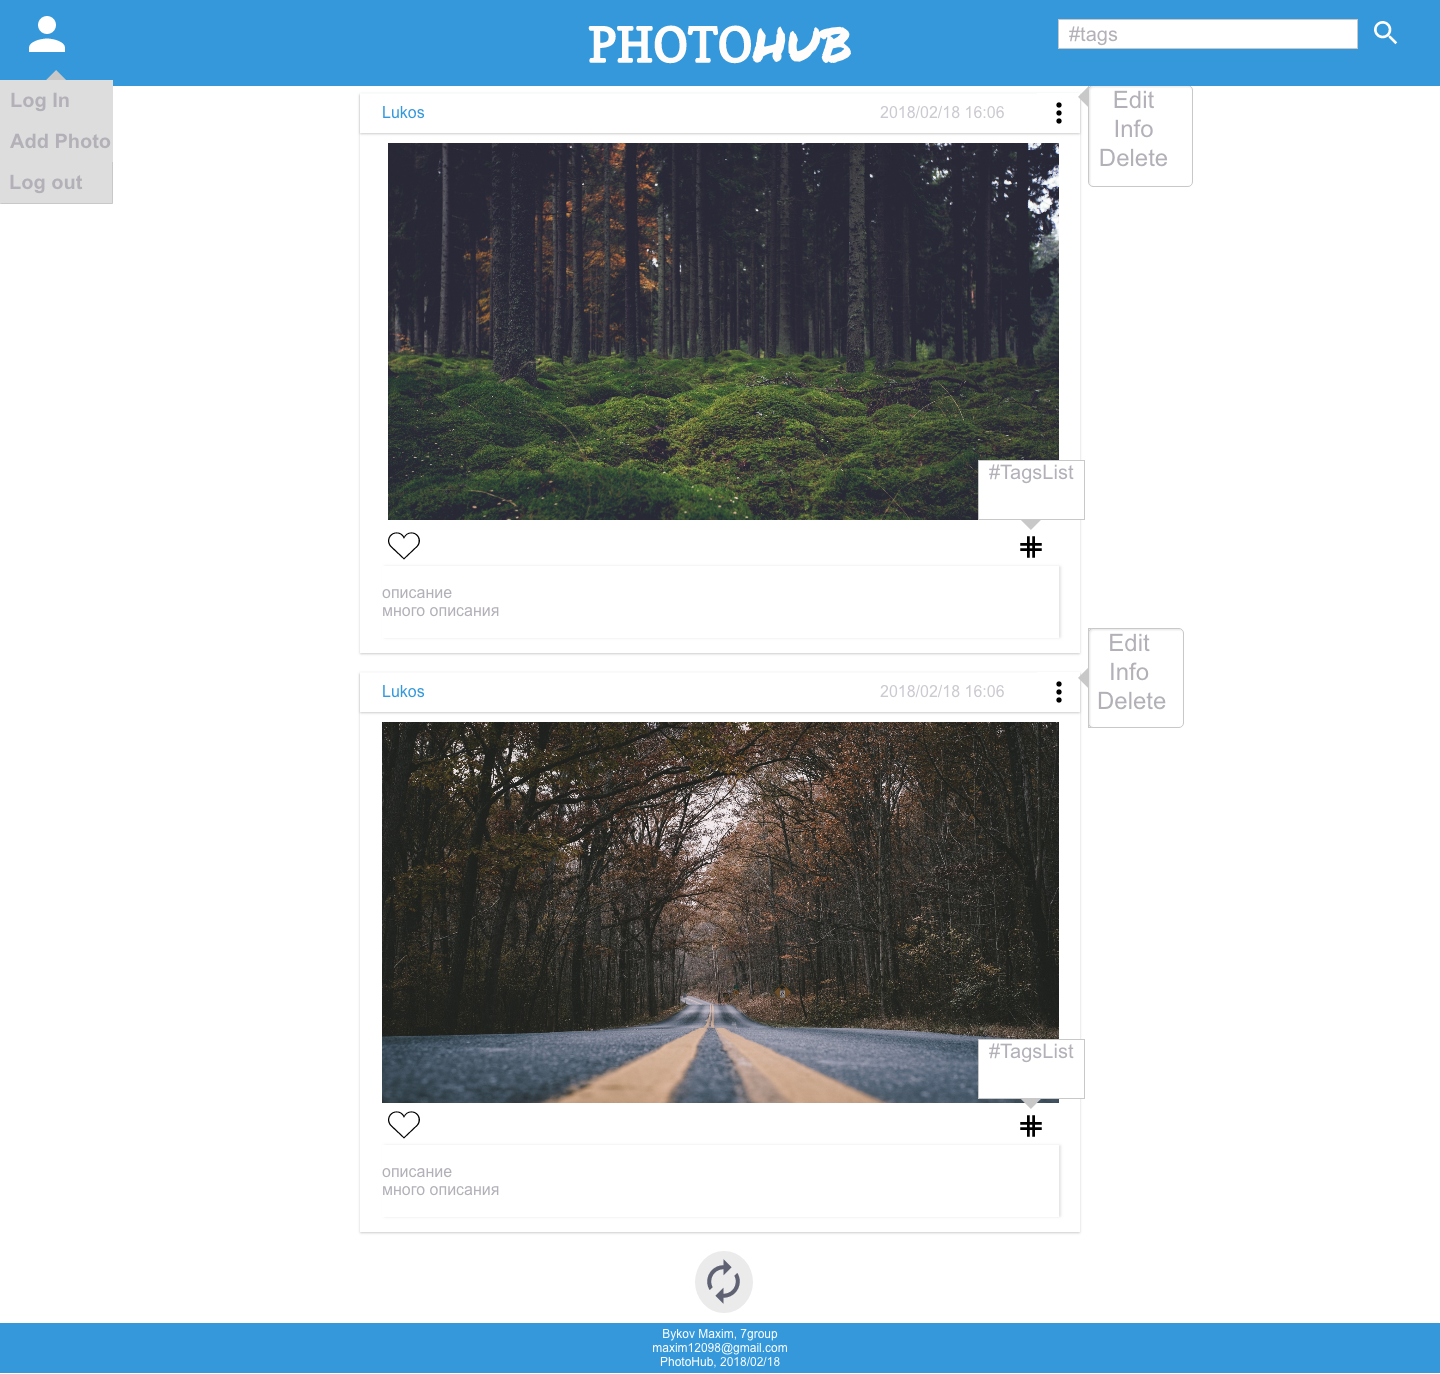 PHOTOHUB
#tags
Log In
Add Photo
Log out
Lukos
2018/02/18 16:06
Edit
Info
Delete
#TagsList
описание
много описания
Edit
Info
Delete
Lukos
2018/02/18 16:06
#TagsList
описание
много описания
Bykov Maxim, 7group
maxim12098@gmail.com
PhotoHub, 2018/02/18